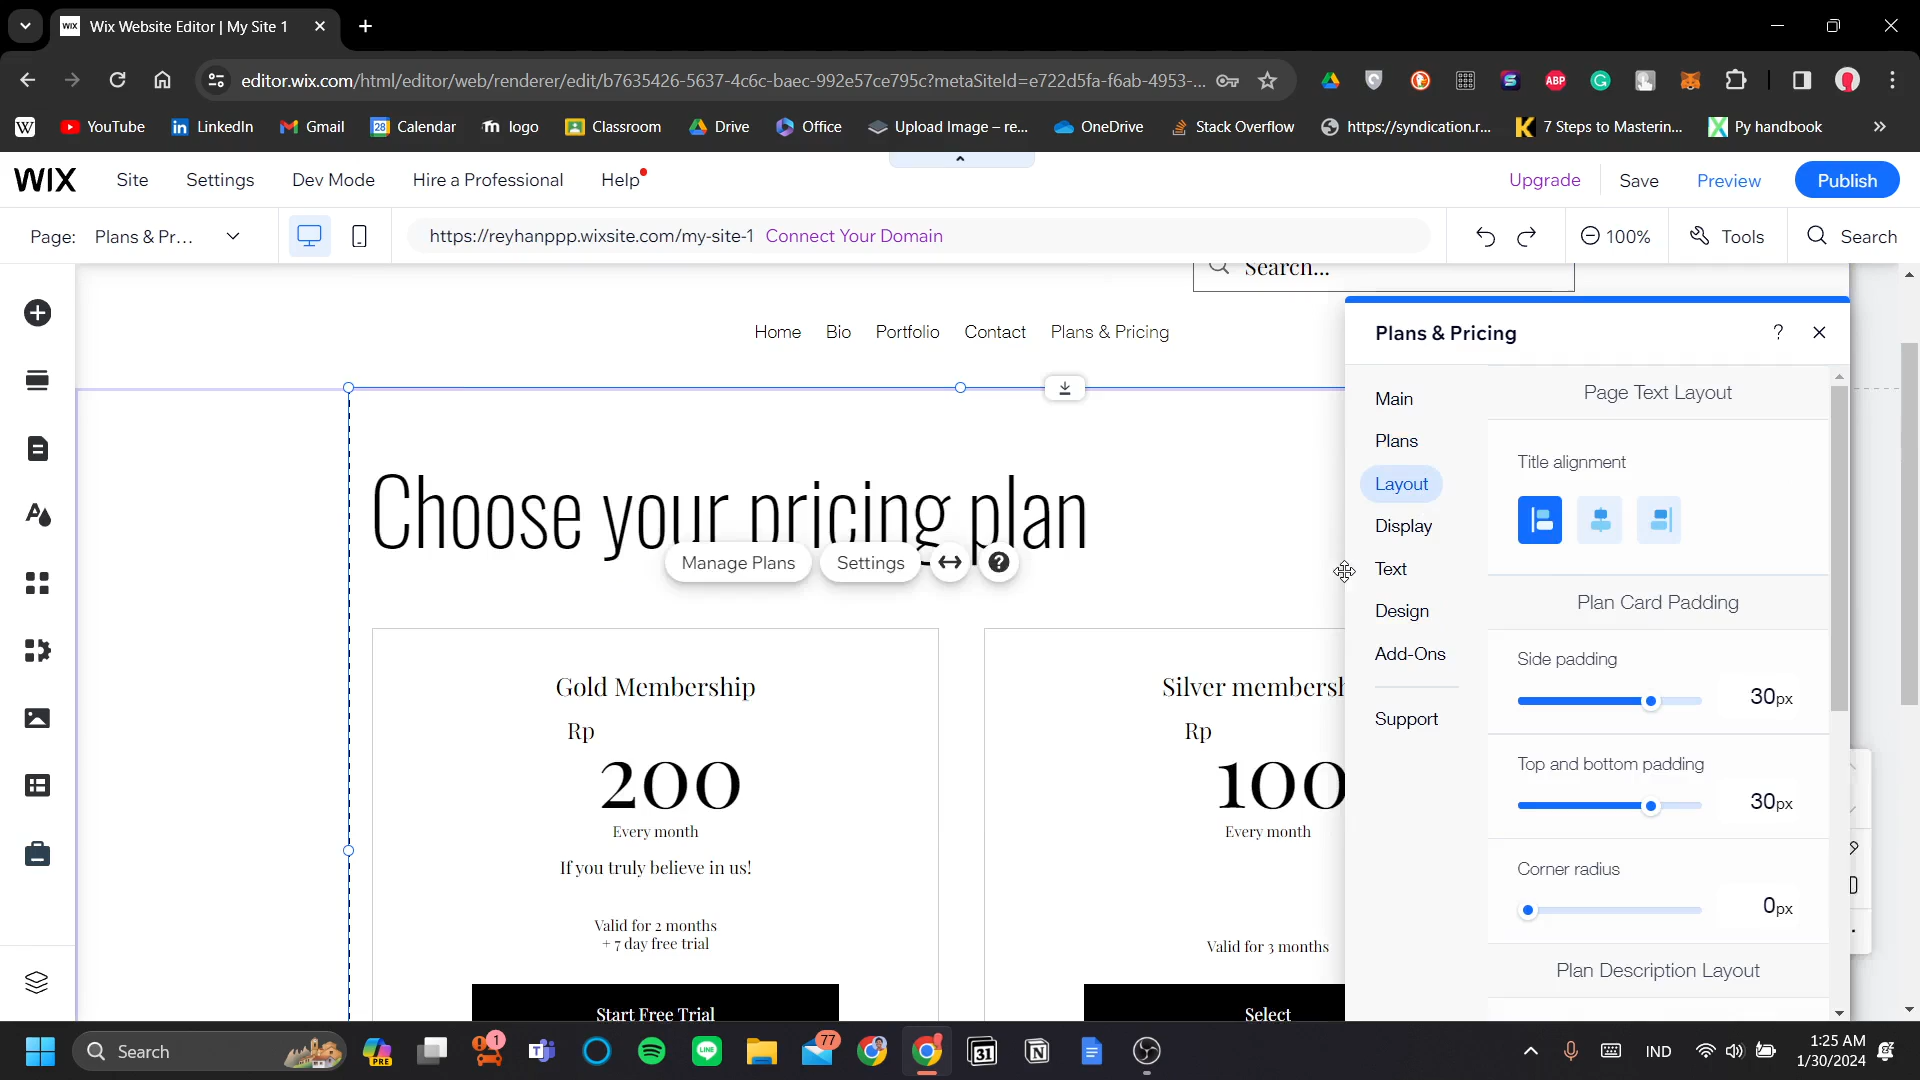 WIX Wix Website Editor | My Site 1
editor.wix.com/html/editor/web/renderer/edit/b7635426-5637-4c6c-baec-992e57ce795c?metaSiteId=e722d5fa-f6ab-4953-...
ABP
W YouTube LinkedIn Gmail 28 Calendar logo Classroom Drive Office Upload Image – re... OneDrive Stack Overflow https://syndication.r... 7 Steps to Masterin... Py handbook »
WIX Site Settings Dev Mode Hire a Professional Help Upgrade Save Preview Publish
Page: Plans & Pr... https://reyhanppp.wixsite.com/my-site-1 Connect Your Domain 100% Tools Search
Search...
Home Bio Portfolio Contact Plans & Pricing
Choose your pricing plan
Manage Plans Settings ?
Gold Membership
Rp
200
Every month
If you truly believe in us!
Valid for 2 months
+ 7 day free trial
Start Free Trial
Silver membersh
Rp
100
Every month
Valid for 3 months
Select
Plans & Pricing ?
Main
Plans
Layout
Display
Text
Design
Add-Ons
Support
Page Text Layout
Title alignment
Plan Card Padding
Side padding
30px
Top and bottom padding
30px
Corner radius
0px
Plan Description Layout
Search PRE 1 LINE 77 31 IND 1:25 AM
1/30/2024